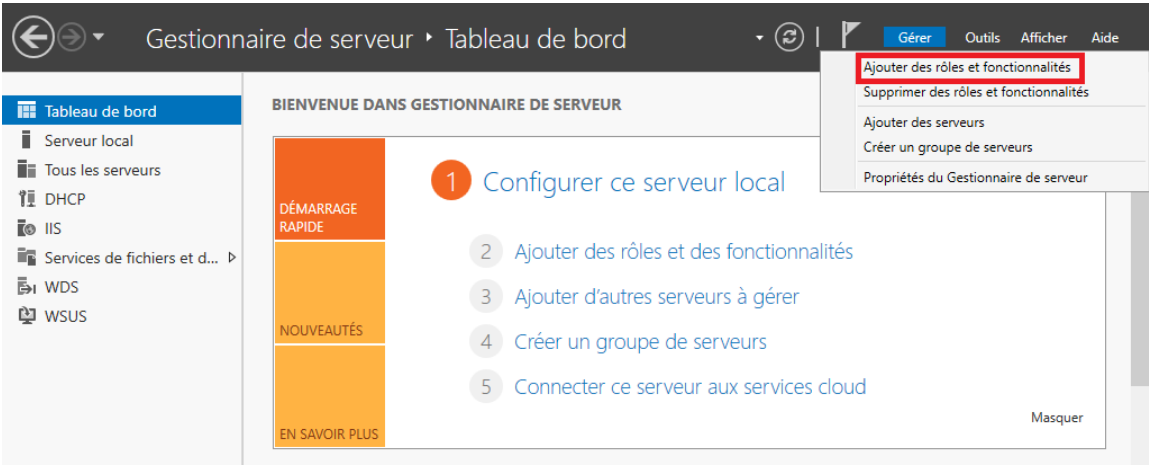 Gestionnaire de serveur ‣ Tableau de bord
Gérer Outils Afficher Aide
Ajouter des rôles et fonctionnalités
Supprimer des rôles et fonctionnalités
Ajouter des serveurs
Créer un groupe de serveurs
Propriétés du Gestionnaire de serveur
Tableau de bord
Serveur local
Tous les serveurs
DHCP
IIS
Services de fichiers et d...
WDS
WSUS
BIENVENUE DANS GESTIONNAIRE DE SERVEUR
DÉMARRAGE
RAPIDE
NOUVEAUTÉS
EN SAVOIR PLUS
1 Configurer ce serveur local
2 Ajouter des rôles et des fonctionnalités
3 Ajouter d’autres serveurs à gérer
4 Créer un groupe de serveurs
5 Connecter ce serveur aux services cloud
Masquer